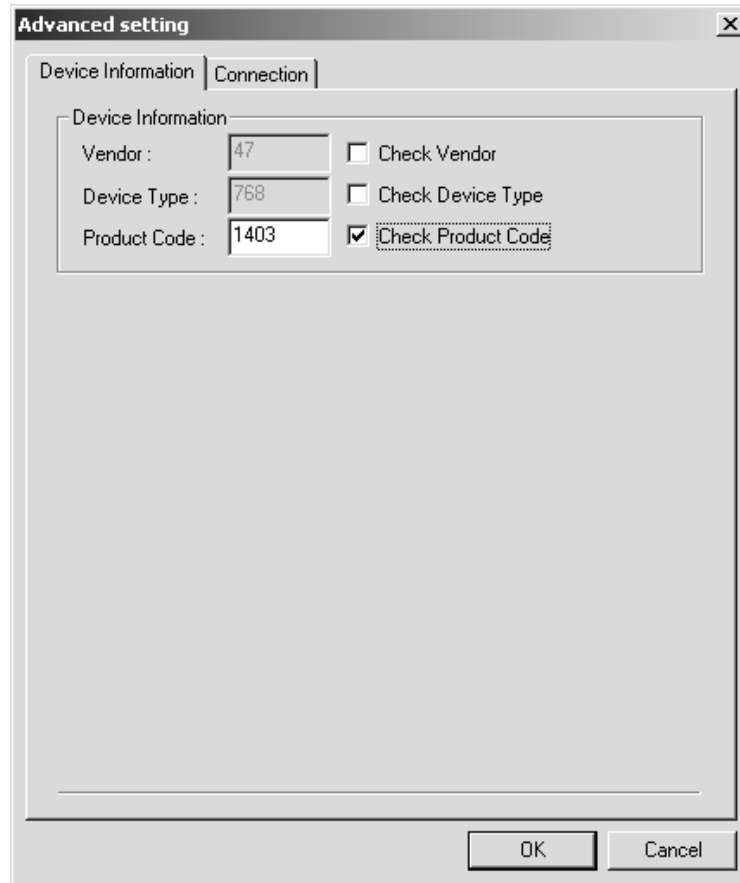 Advanced setting
Device Information Connection
Device Information
Vendor : 47 Check Vendor
Device Type : 768 Check Device Type
Product Code : 1403 Check Product Code
OK Cancel